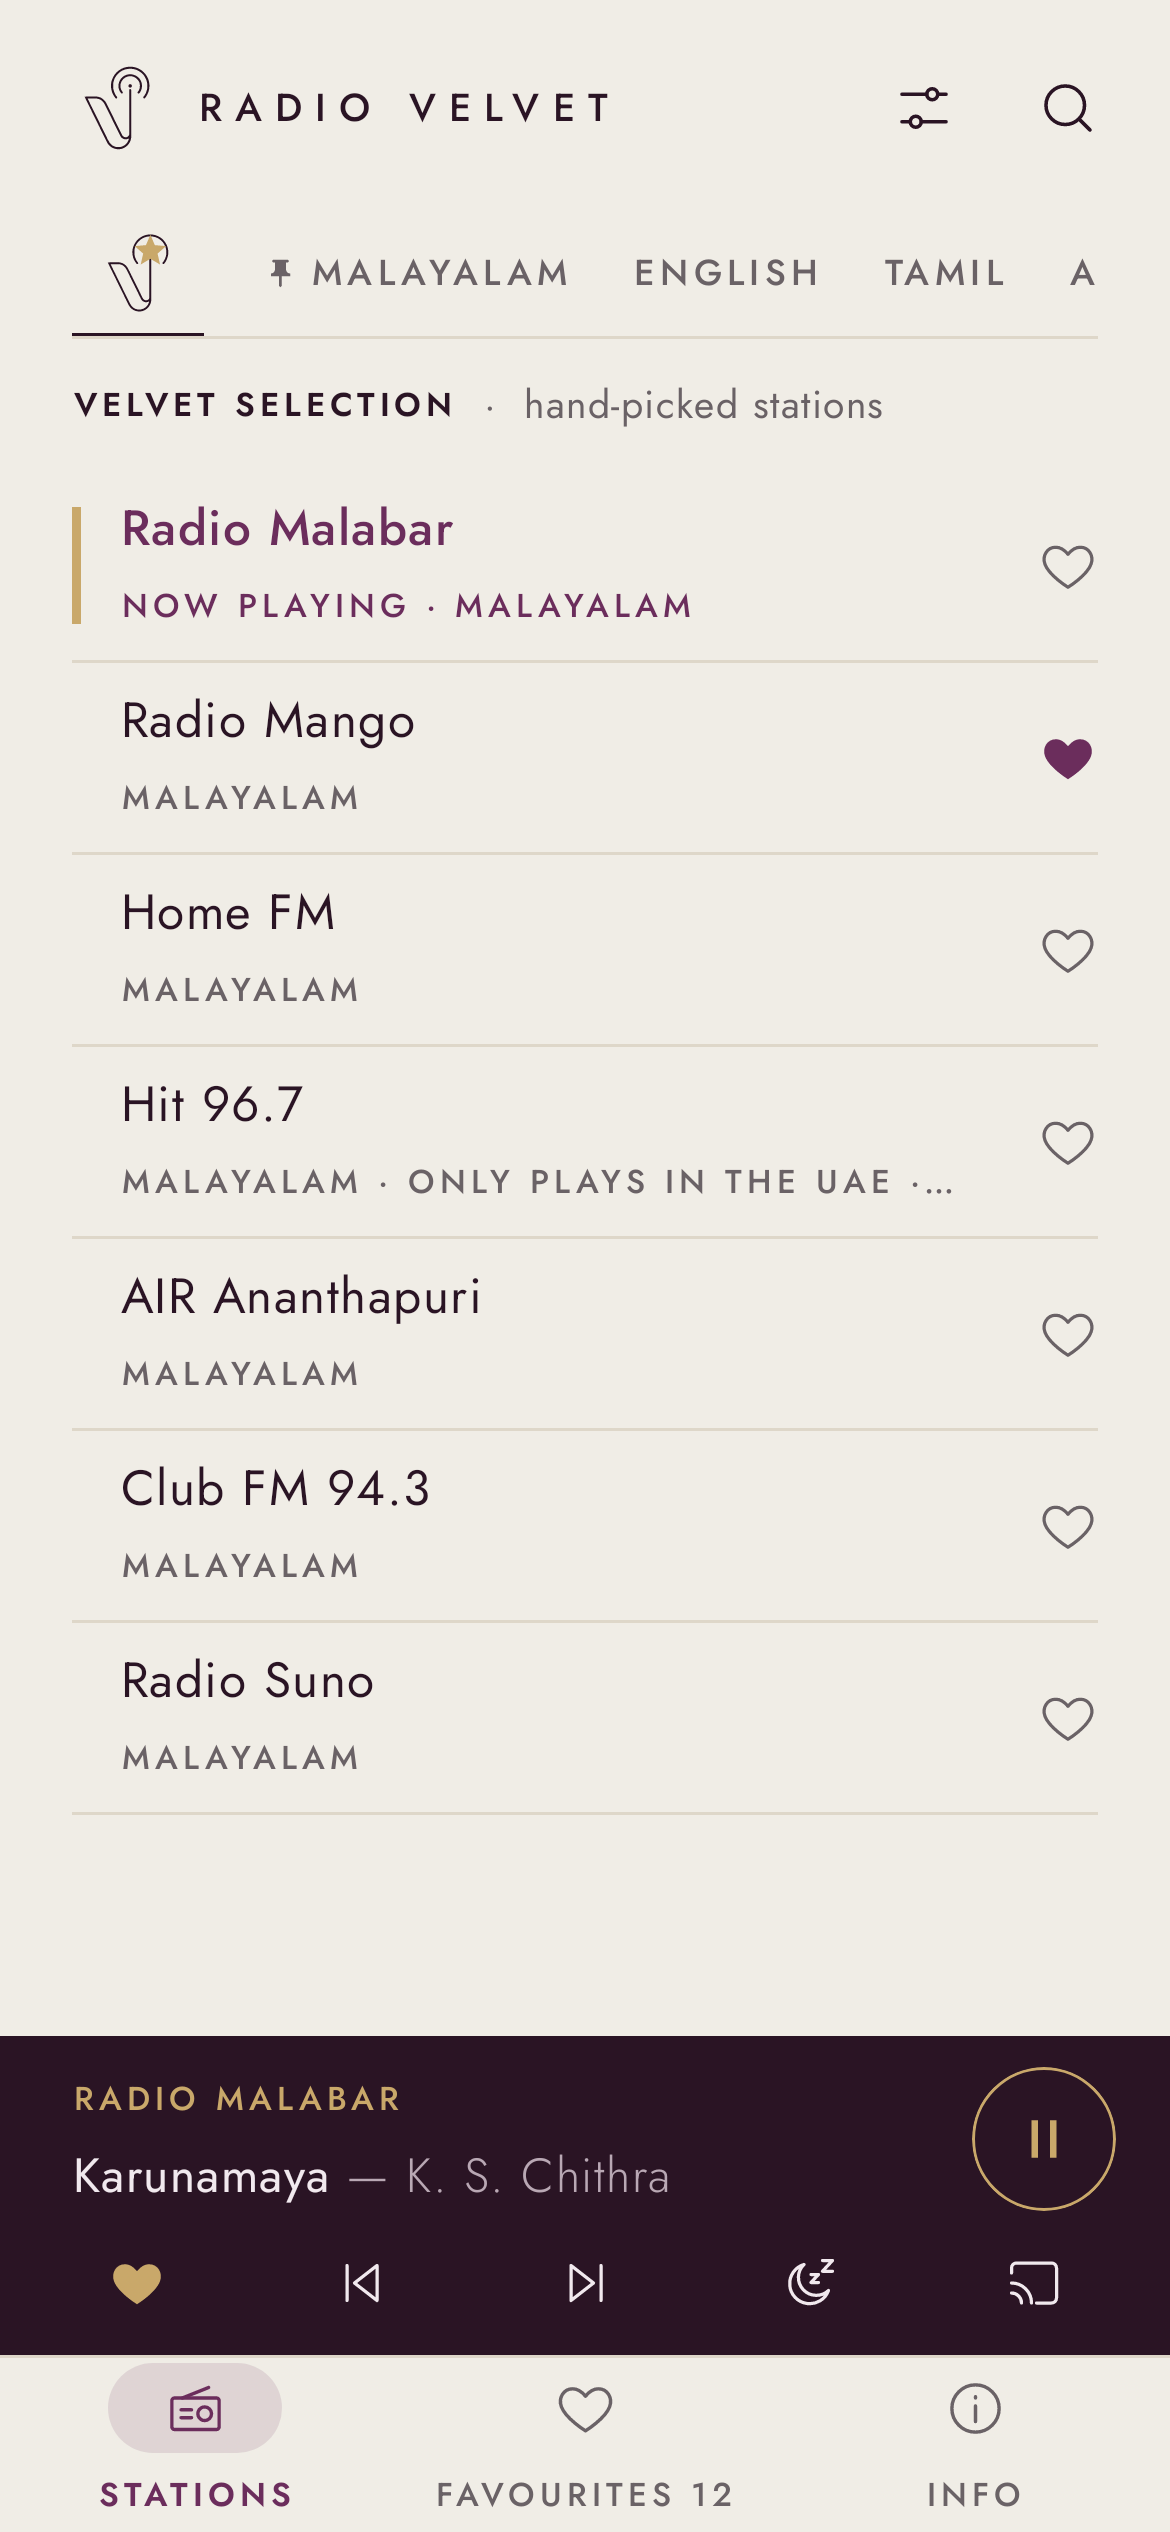 RADIO VELVET
MALAYALAM ENGLISH TAMIL A
VELVET SELECTION · hand-picked stations
Radio Malabar
NOW PLAYING · MALAYALAM
Radio Mango
MALAYALAM
Home FM
MALAYALAM
Hit 96.7
MALAYALAM · ONLY PLAYS IN THE UAE ·…
AIR Ananthapuri
MALAYALAM
Club FM 94.3
MALAYALAM
Radio Suno
MALAYALAM
RADIO MALABAR
Karunamaya — K. S. Chithra
STATIONS FAVOURITES 12 INFO